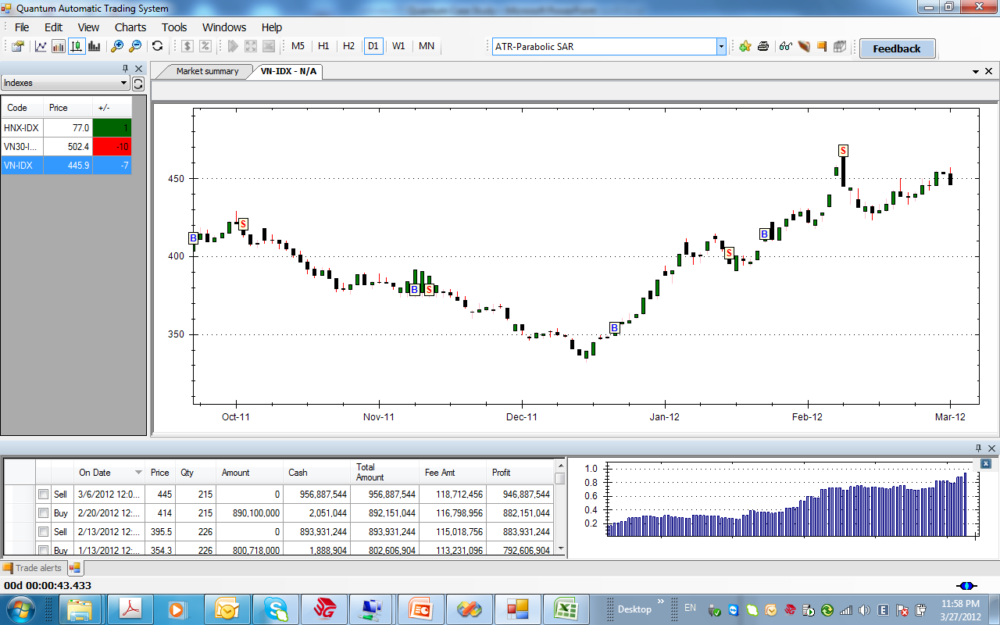 Quantum Automatic Trading System
File Edit View Charts Tools Windows Help
M5 H1 H2 D1 W1 MN ATR-Parabolic SAR Feedback
Indexes
Market summary VN-IDX - N/A
Code Price +/-
HNX-IDX 77.0 1
VN30-I... 502.4 -10
VN-IDX 445.9 -7
450
400
350
B S B S B S B S
Oct-11 Nov-11 Dec-11 Jan-12 Feb-12 Mar-12
On Date Price Qty Amount Cash Total Amount Fee Amt Profit
Sell 3/6/2012 12:0... 445 215 0 956,887,544 956,887,544 118,712,456 946,887,544
Buy 2/20/2012 12:... 414 215 890,100,000 2,051,044 892,151,044 116,798,956 882,151,044
Sell 2/13/2012 12:... 395.5 226 0 893,931,244 893,931,244 115,018,756 883,931,244
Buy 1/13/2012 12:... 354.3 226 800,718,000 1,888,904 802,606,904 113,231,096 792,606,904
1.0
0.8
0.6
0.4
0.2
Trade alerts
00d 00:00:43.433
Desktop » EN 11:58 PM
3/27/2012